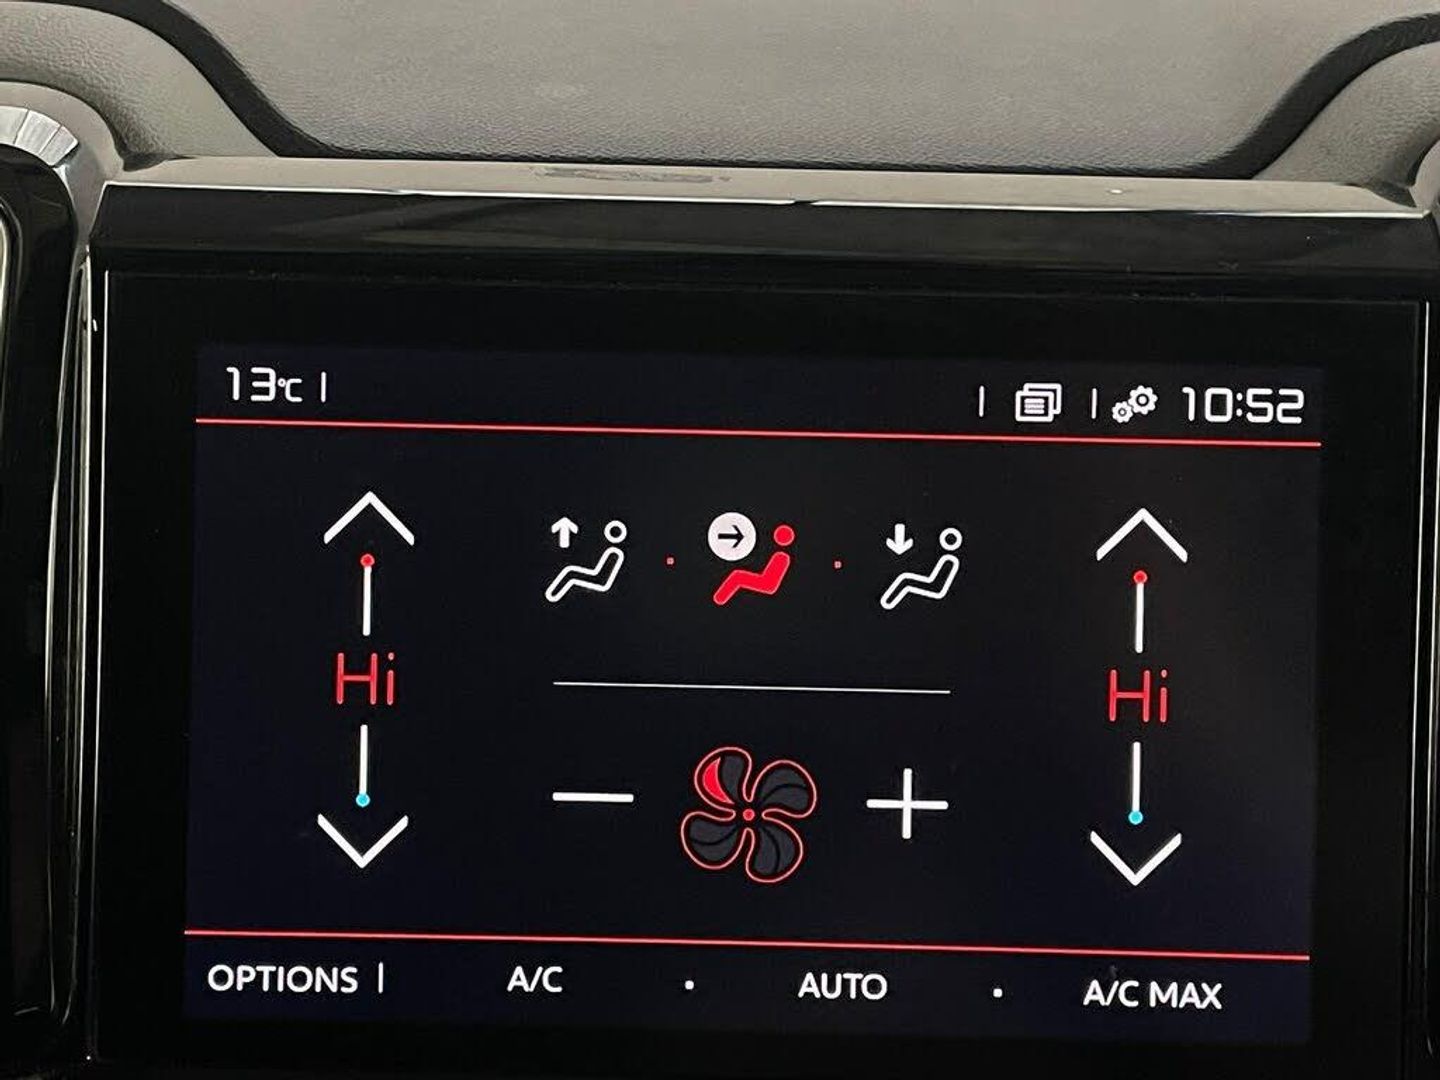 13°C
10:52
Hi
Hi
OPTIONS
A/C
AUTO
A/C MAX